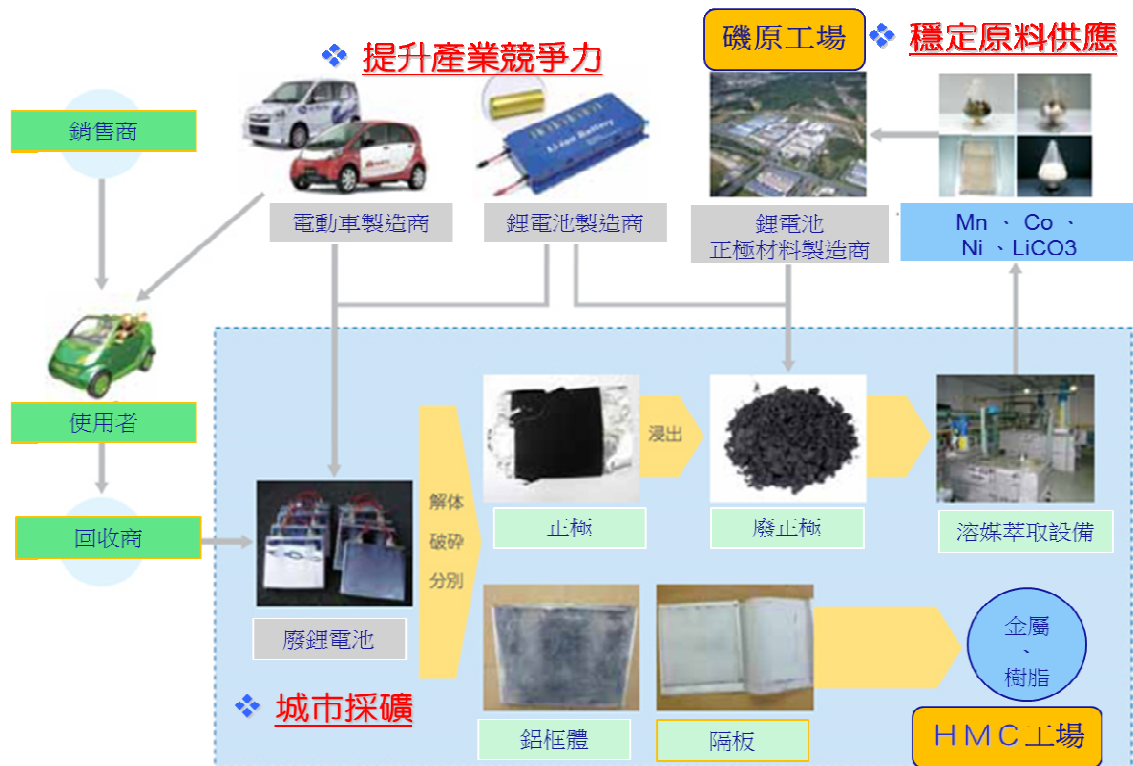 磯原工場
❖ 穩定原料供應
❖ 提升產業競爭力
銷售商
Li-ion Battery
電動車製造商
鋰電池製造商
鋰電池
正極材料製造商
Mn 、 Co 、
Ni 、LiCO3
使用者
回收商
解体
破砕
分別
浸出
正極
廢正極
溶媒萃取設備
廢鋰電池
金屬
、
樹脂
❖ 城市採礦
鋁框體
隔板
ＨＭＣ工場